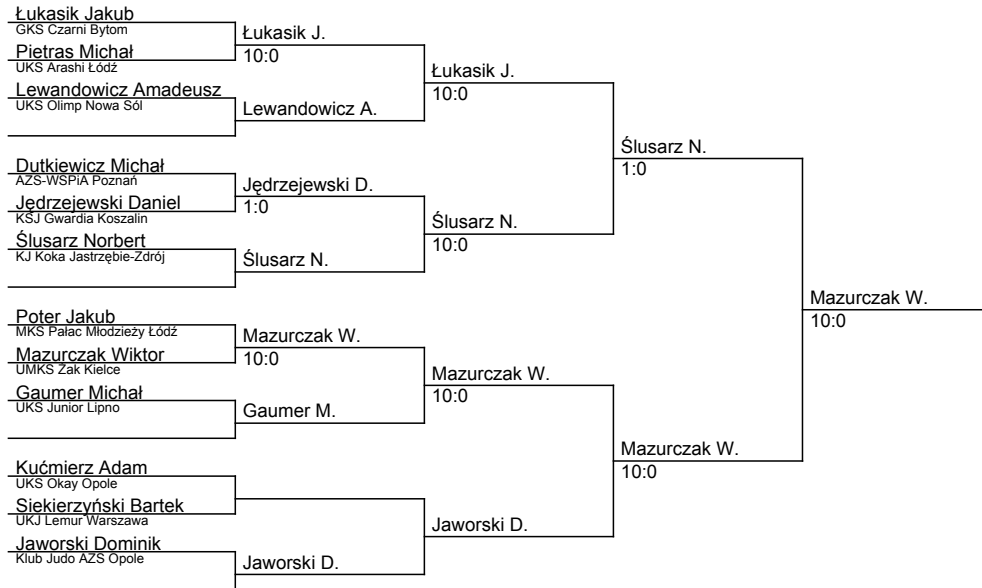 Łukasik Jakub
GKS Czarni Bytom
Pietras Michał
UKS Arashi Łódź
Lewandowicz Amadeusz
UKS Olimp Nowa Sól
Dutkiewicz Michał
AZS-WSPiA Poznań
Jędrzejewski Daniel
KSJ Gwardia Koszalin
Ślusarz Norbert
KJ Koka Jastrzębie-Zdrój
Poter Jakub
MKS Pałac Młodzieży Łódź
Mazurczak Wiktor
UMKS Żak Kielce
Gaumer Michał
UKS Junior Lipno
Kućmierz Adam
UKS Okay Opole
Siekierzyński Bartek
UKJ Lemur Warszawa
Jaworski Dominik
Klub Judo AZS Opole
Łukasik J.
10:0
Lewandowicz A.
Jędrzejewski D.
1:0
Ślusarz N.
Mazurczak W.
10:0
Gaumer M.
Jaworski D.
Łukasik J.
10:0
Ślusarz N.
10:0
Mazurczak W.
10:0
Jaworski D.
Ślusarz N.
1:0
Mazurczak W.
10:0
Mazurczak W.
10:0